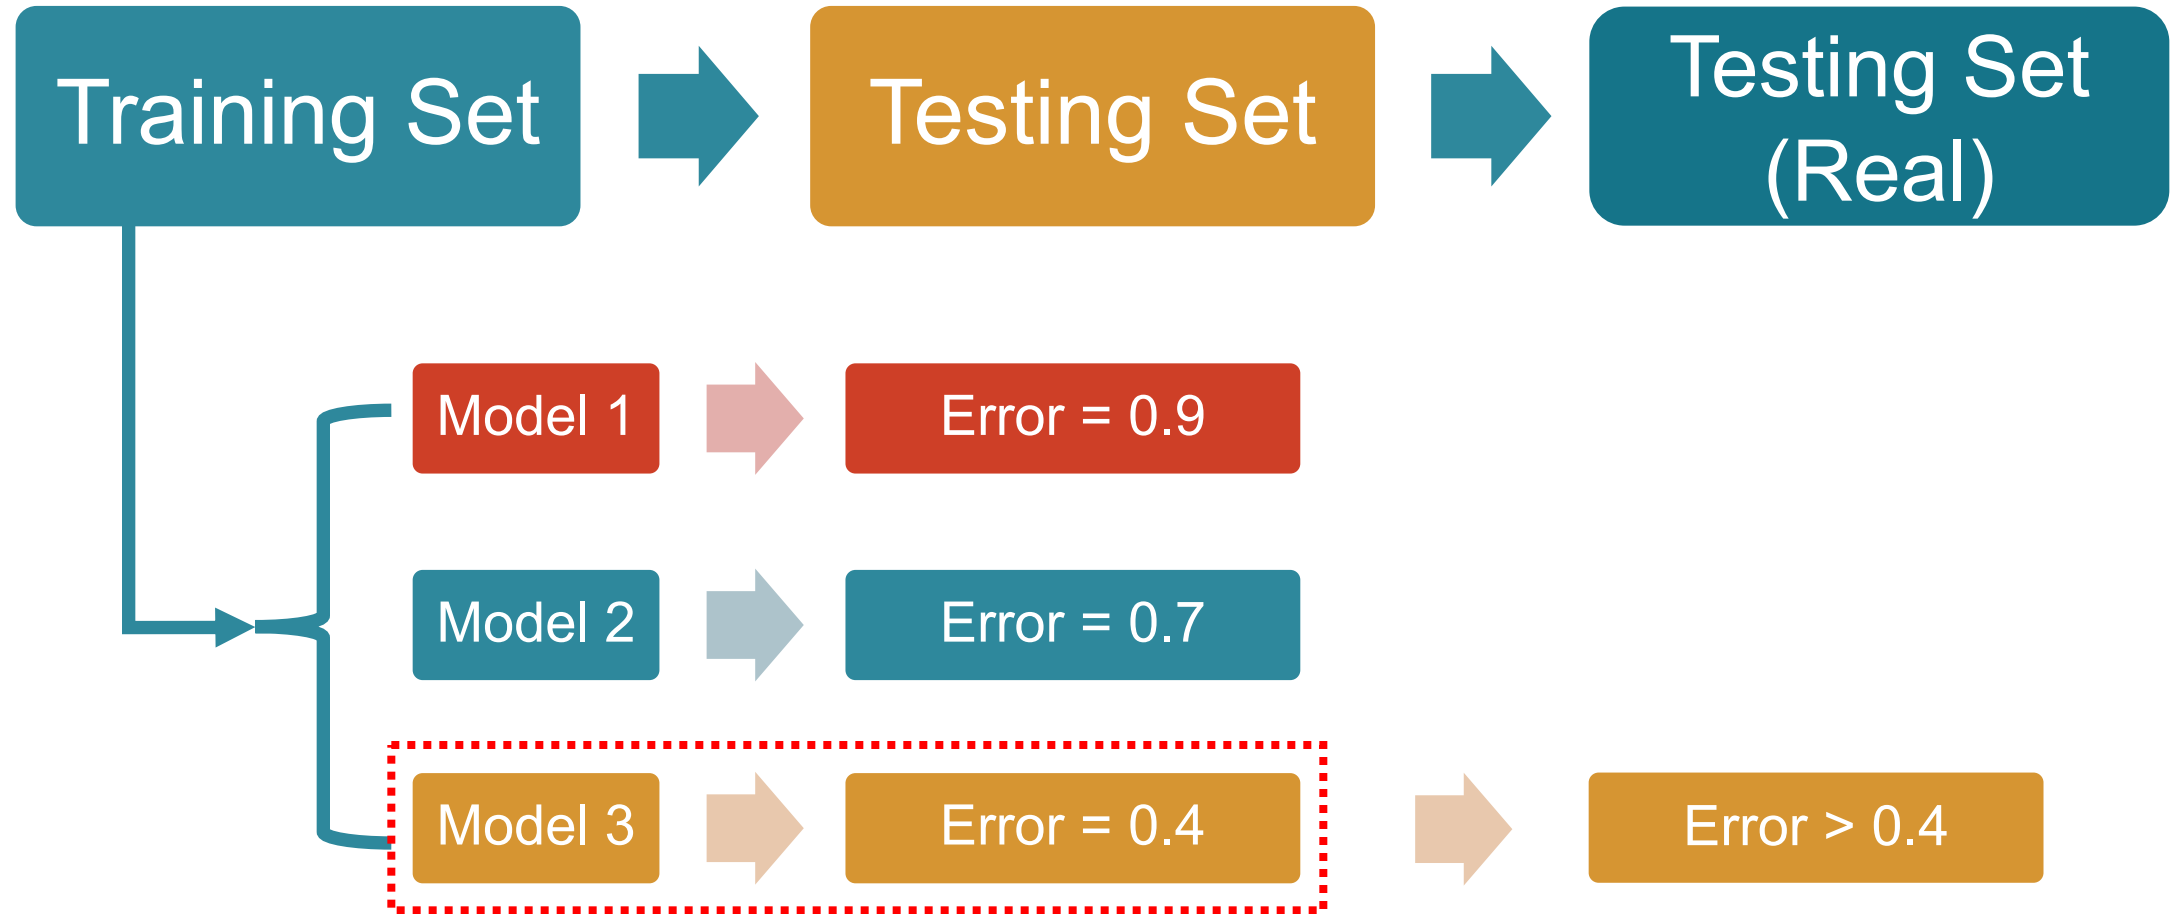 Training Set
Testing Set
Testing Set
(Real)
Model 1
Error = 0.9
Model 2
Error = 0.7
Model 3
Error = 0.4
Error > 0.4